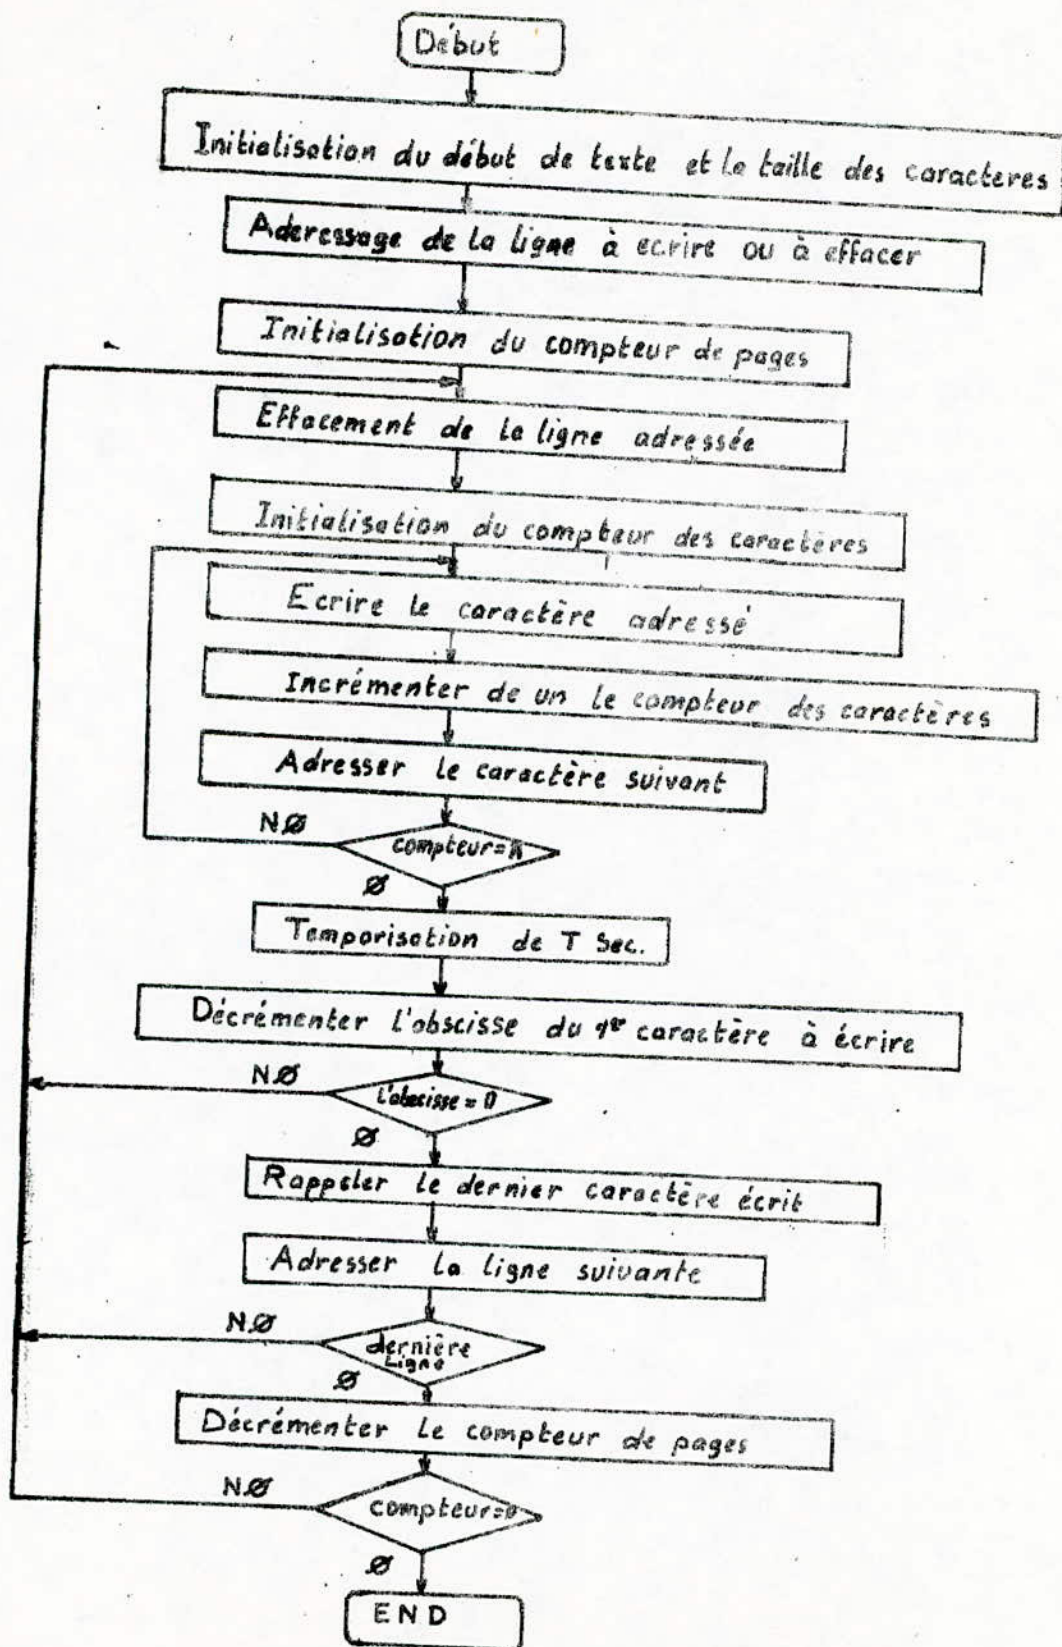 Début
Initialisation du début de texte et la taille des caracteres
Aderessage de la ligne à ecrire ou à effacer
Initialisation du compteur de pages
Effacement de la ligne adressée
Initialisation du compteur des caractères
Ecrire le caractère adressé
Incrémenter de un le compteur des caractères
Adresser le caractère suivant
NØ
compteur=
Ø
Temporisation de T Sec.
Décrémenter l'abscisse du 1er caractère à écrire
NØ
L'abscisse = 0
Ø
Rappeler le dernier caractère écrit
Adresser la ligne suivante
NØ
dernière
Ligne
Ø
Décrémenter le compteur de pages
NØ
compteur=0
Ø
END